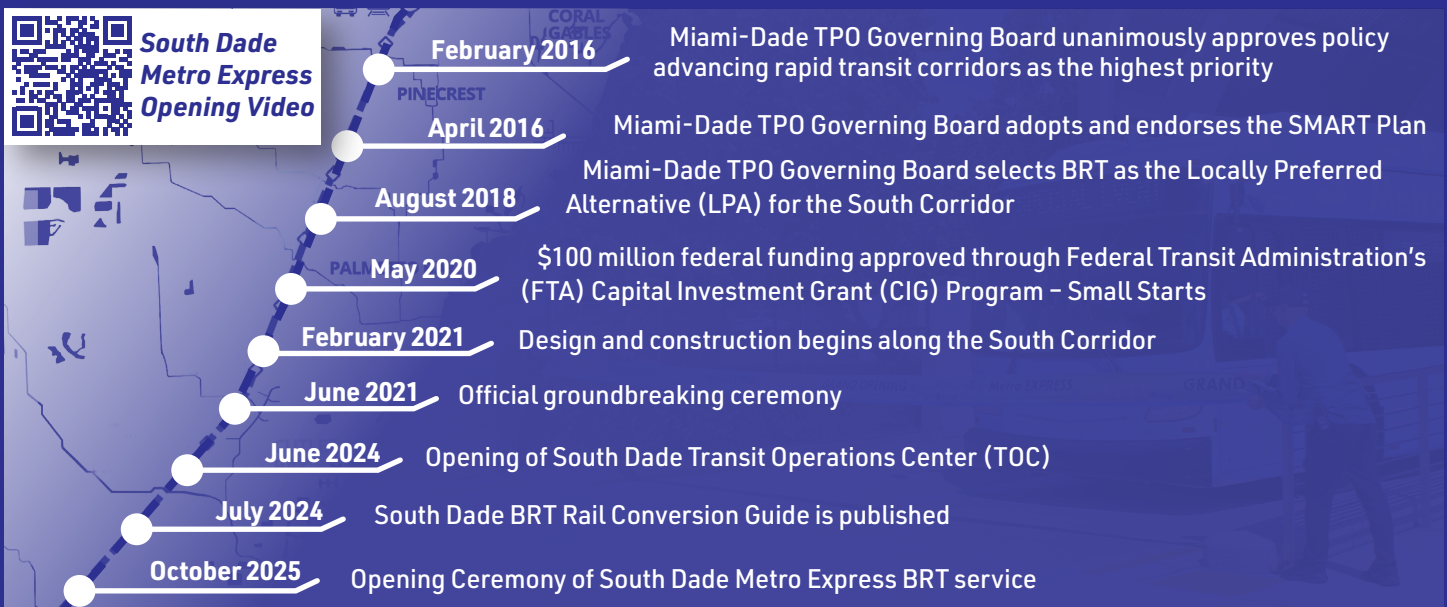 South Dade
Metro Express
Opening Video
CORAL
GABLES
PINECREST
February 2016
Miami-Dade TPO Governing Board unanimously approves policy
advancing rapid transit corridors as the highest priority
April 2016
Miami-Dade TPO Governing Board adopts and endorses the SMART Plan
August 2018
Miami-Dade TPO Governing Board selects BRT as the Locally Preferred
Alternative (LPA) for the South Corridor
May 2020
$100 million federal funding approved through Federal Transit Administration's
(FTA) Capital Investment Grant (CIG) Program – Small Starts
February 2021
Design and construction begins along the South Corridor
June 2021
Official groundbreaking ceremony
June 2024
Opening of South Dade Transit Operations Center (TOC)
July 2024
South Dade BRT Rail Conversion Guide is published
October 2025
Opening Ceremony of South Dade Metro Express BRT service